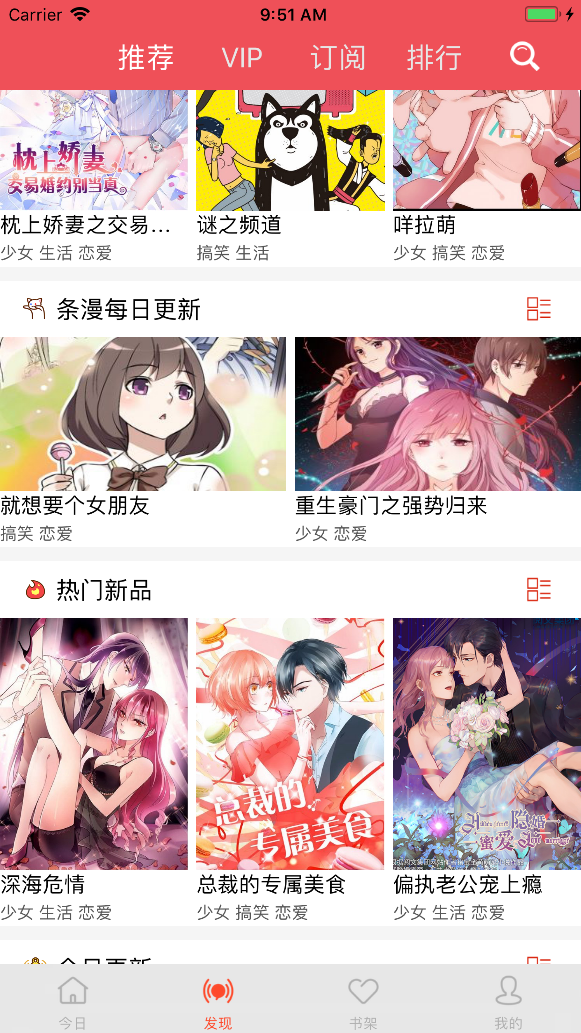 Carrier 9:51 AM
推荐 VIP 订阅 排行
枕上娇妻
交易婚约别当真
枕上娇妻之交易... 谜之频道 咩拉萌
少女 生活 恋爱 搞笑 生活 少女 搞笑 恋爱
条漫每日更新
就想要个女朋友 重生豪门之强势归来
搞笑 恋爱 少女 恋爱
热门新品
总裁的
专属美食
隐婚
蜜爱
深海危情 总裁的专属美食 偏执老公宠上瘾
少女 生活 恋爱 少女 搞笑 恋爱 少女 生活 恋爱
今日更新
今日 发现 书架 我的